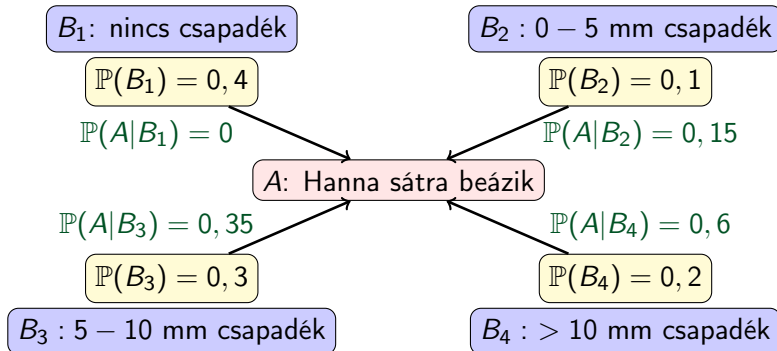 B₁: nincs csapadék
ℙ(B₁) = 0, 4
ℙ(A|B₁) = 0
B₂ : 0 − 5 mm csapadék
ℙ(B₂) = 0, 1
ℙ(A|B₂) = 0, 15
A: Hanna sátra beázik
ℙ(A|B₃) = 0, 35
ℙ(B₃) = 0, 3
B₃ : 5 − 10 mm csapadék
ℙ(A|B₄) = 0, 6
ℙ(B₄) = 0, 2
B₄ : > 10 mm csapadék